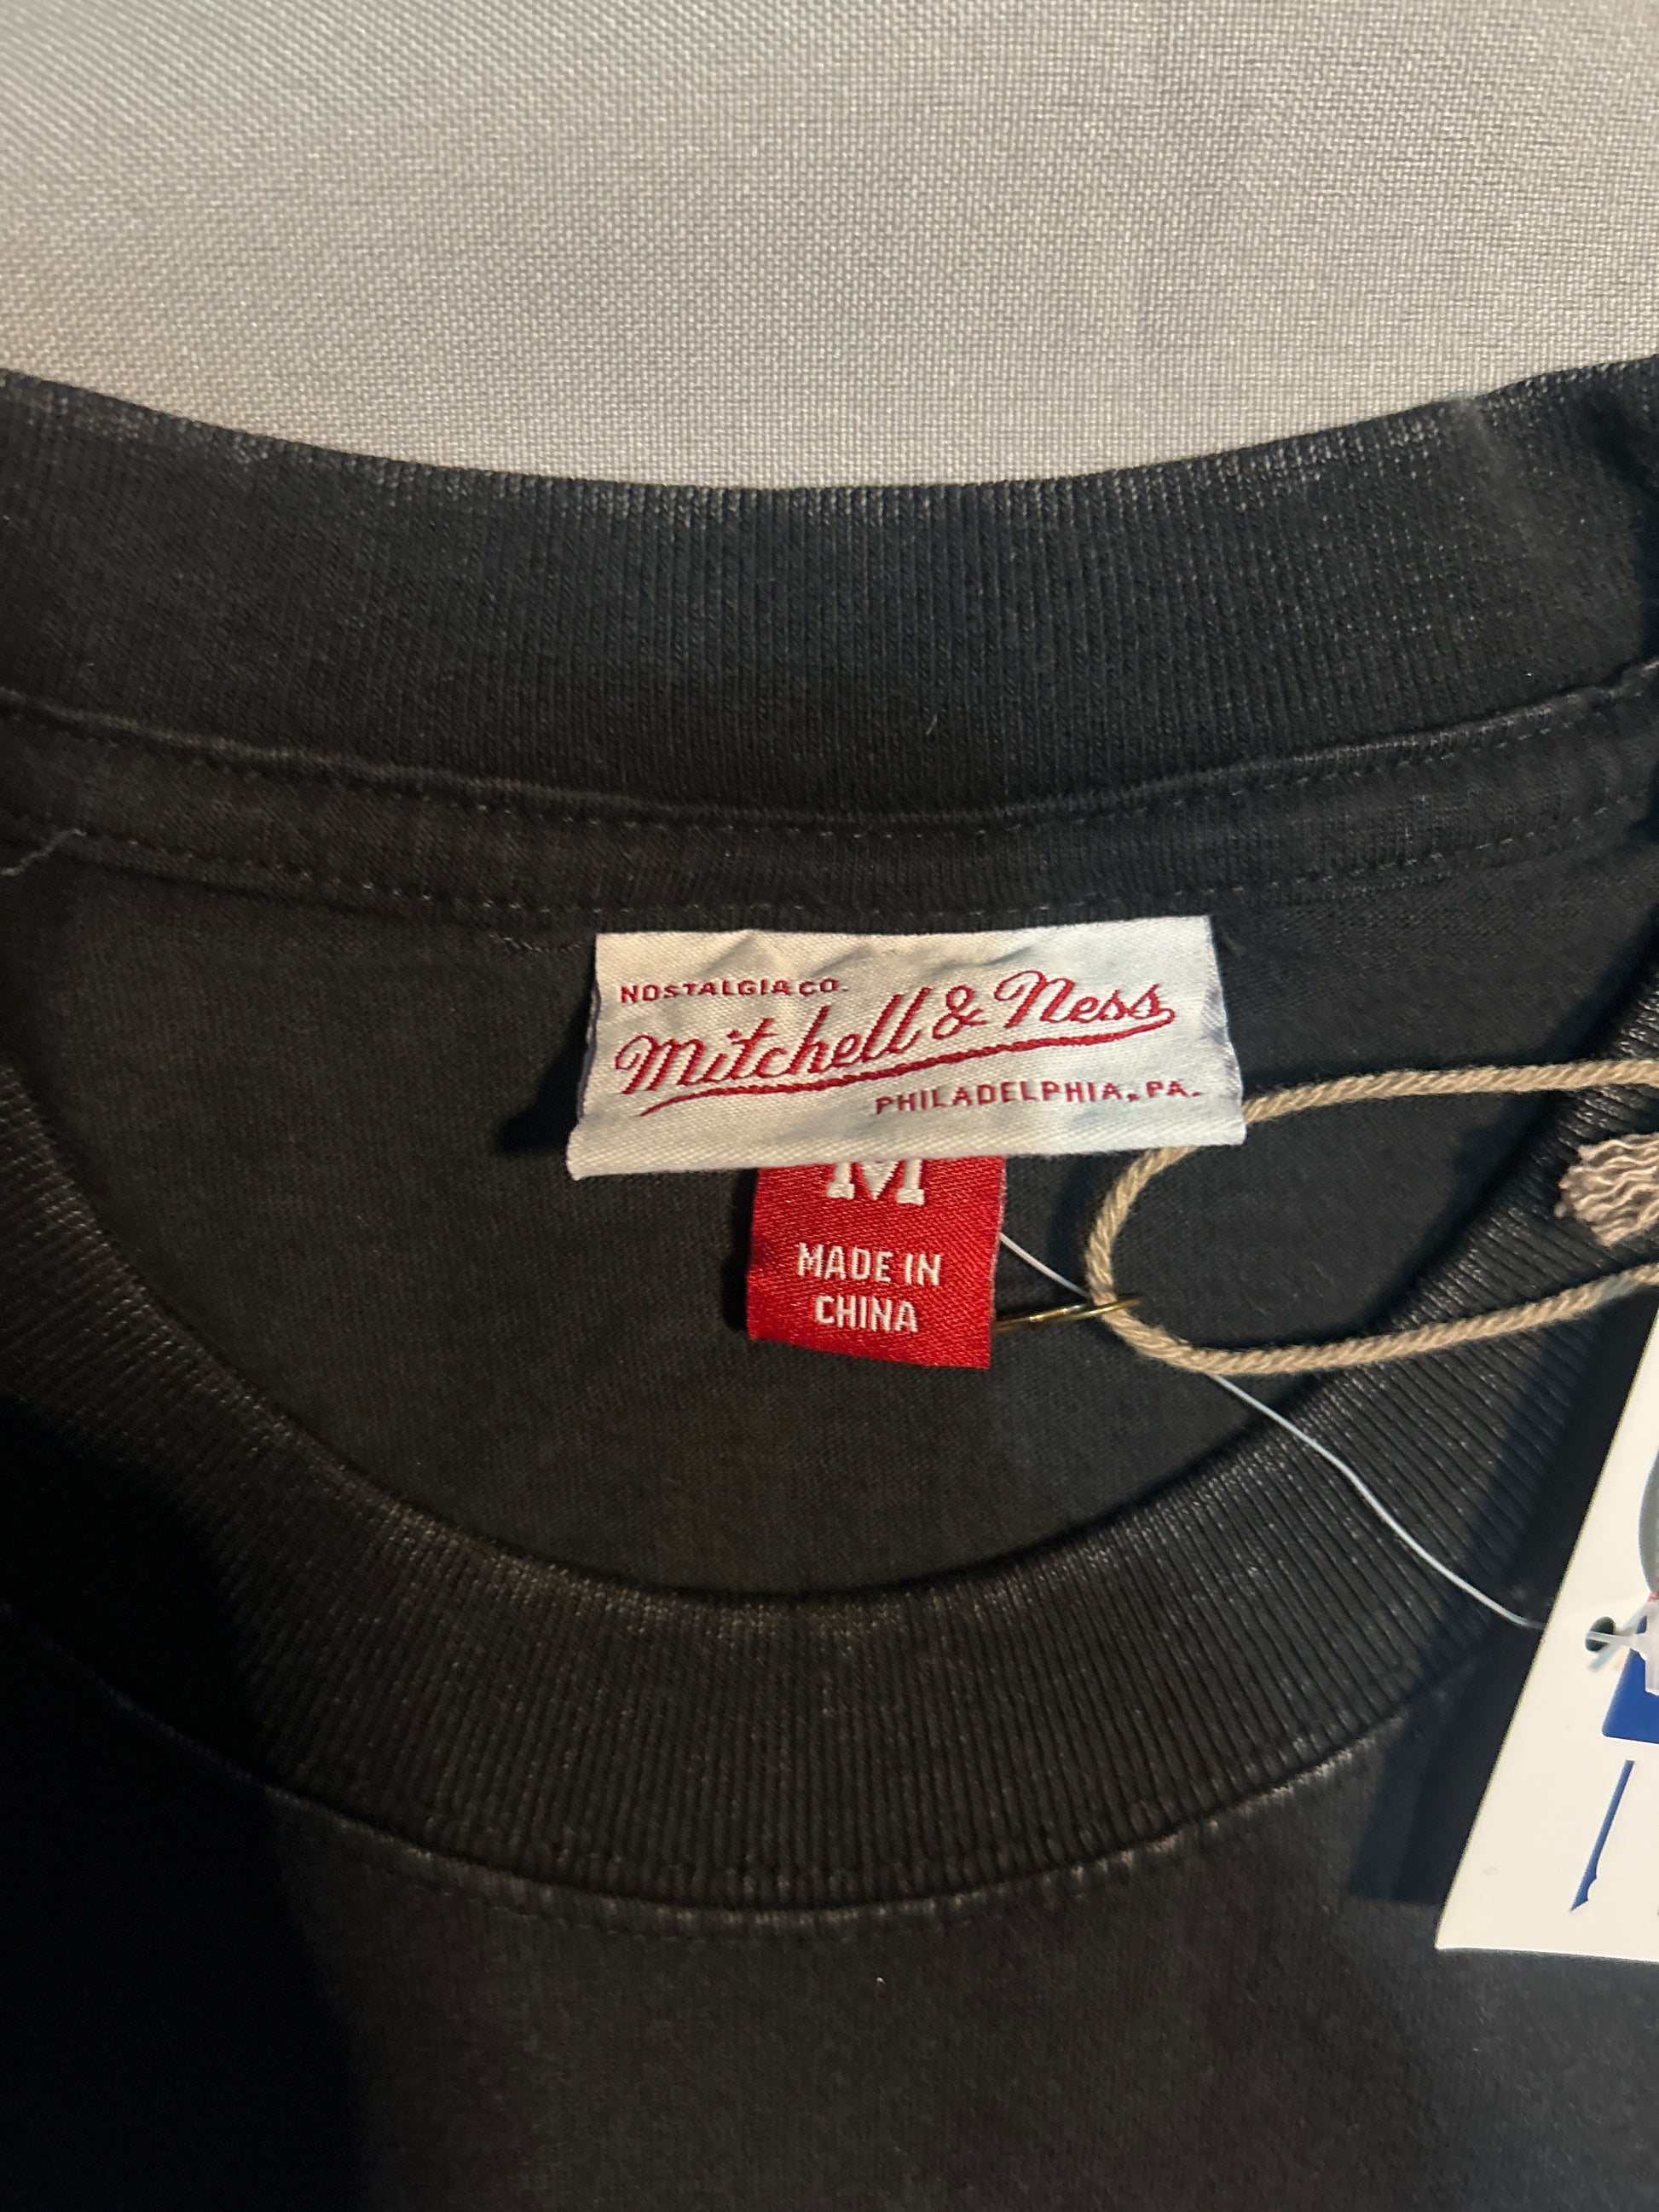 NOSTALGIA CO.
Mitchell & Ness
PHILADELPHIA, PA.
M
MADE IN
CHINA